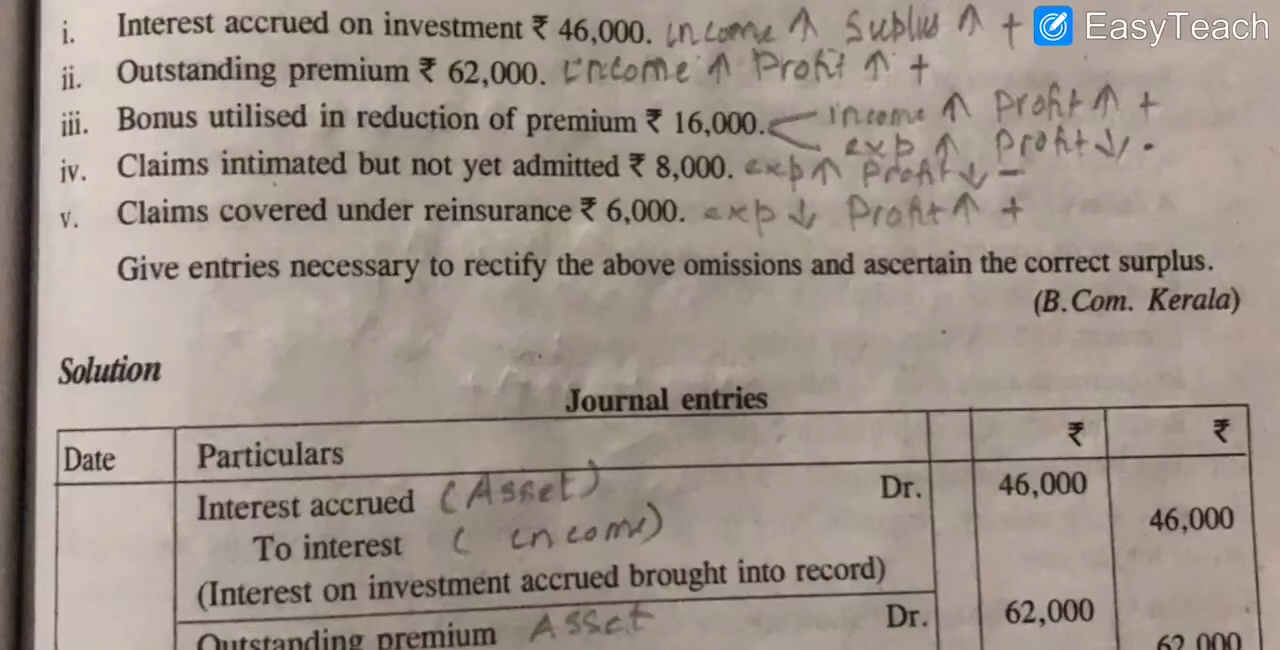 EasyTeach
i. Interest accrued on investment ₹ 46,000. income ↑ Suplus ↑ +
ii. Outstanding premium ₹ 62,000. income ↑ Profit ↑ +
iii. Bonus utilised in reduction of premium ₹ 16,000. income ↑ Profit ↑ +
exp ↑ Profit ↓ -
iv. Claims intimated but not yet admitted ₹ 8,000. exp ↑ Profit ↓ -
v. Claims covered under reinsurance ₹ 6,000. exp ↓ Profit ↑ +
Give entries necessary to rectify the above omissions and ascertain the correct surplus.
(B.Com. Kerala)
Solution
Journal entries
Date Particulars ₹ ₹
Interest accrued (Asset) Dr. 46,000
To interest (income) 46,000
(Interest on investment accrued brought into record)
Outstanding premium Asset Dr. 62,000
62,000